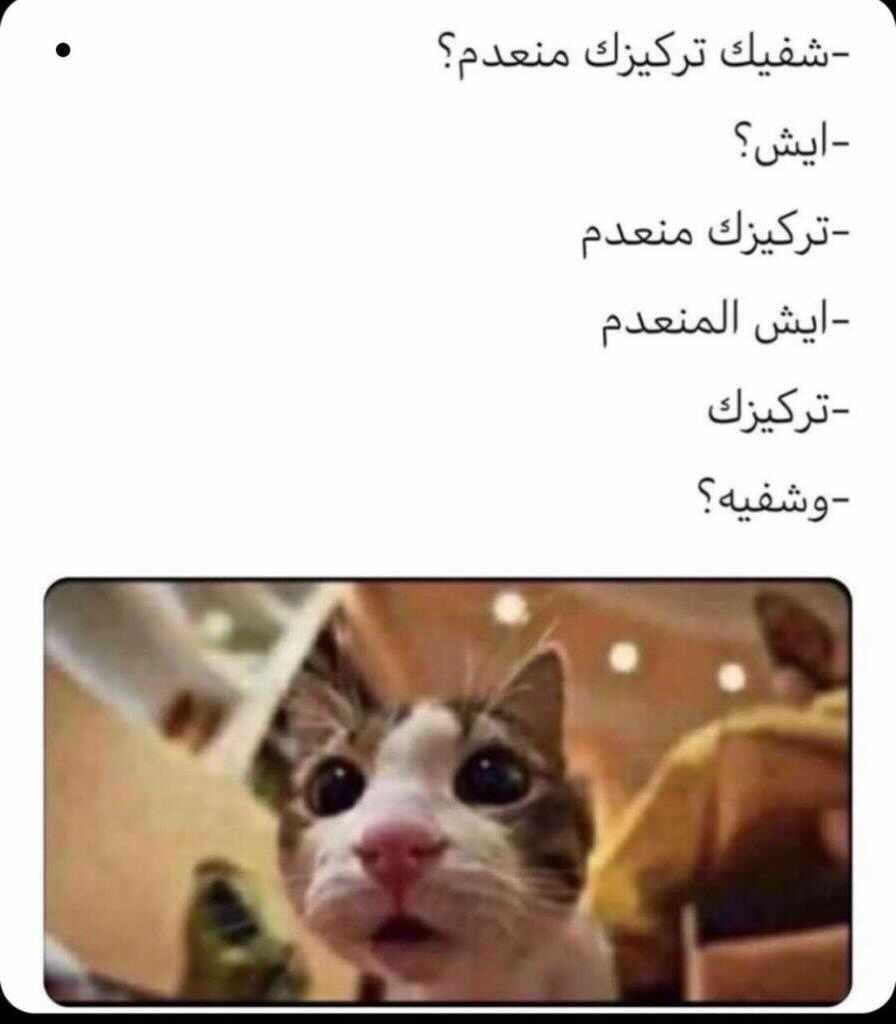 -شفيك تركيزك منعدم؟
-ايش؟
-تركيزك منعدم
-ايش المنعدم
-تركيزك
-وشفيه؟